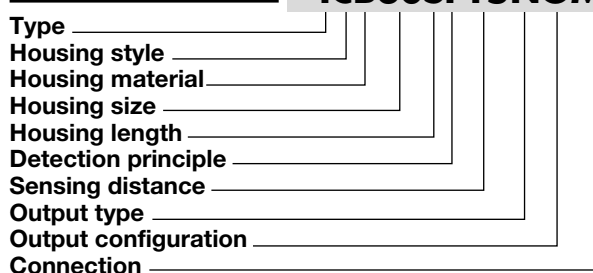 Type
Housing style
Housing material
Housing size
Housing length
Detection principle
Sensing distance
Output type
Output configuration
Connection